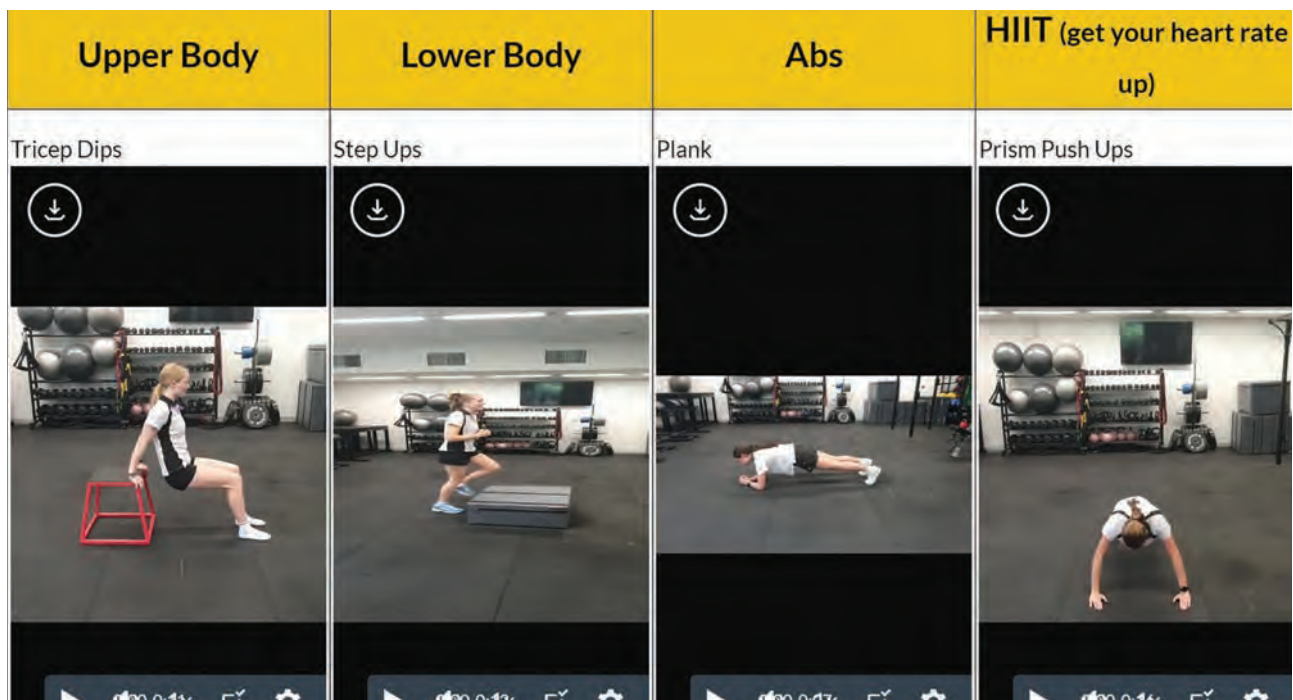 Upper Body
Lower Body
Abs
HIIT (get your heart rate
up)
Tricep Dips
Step Ups
Plank
Prism Push Ups